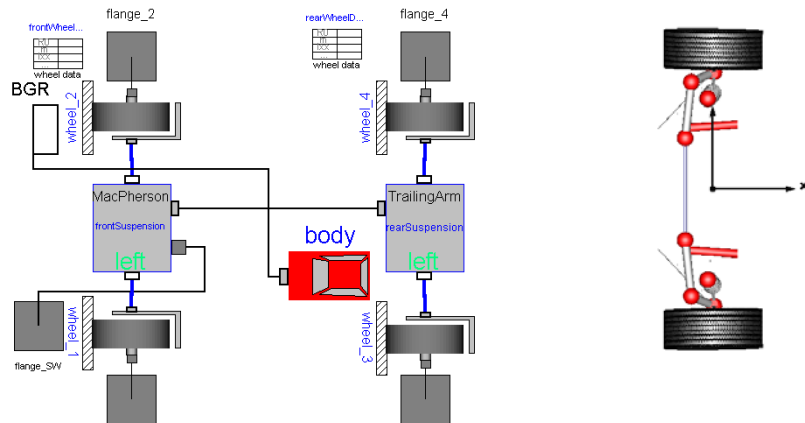 flange_2
flange_4
frontWheel...
rearWheelD...
RU
m
IXX
...
wheel data
RU
m
IXX
...
wheel data
BGR
wheel_2
wheel_4
MacPherson
frontSuspension
left
TrailingArm
rearSuspension
left
body
wheel_1
wheel_3
flange_SW
x